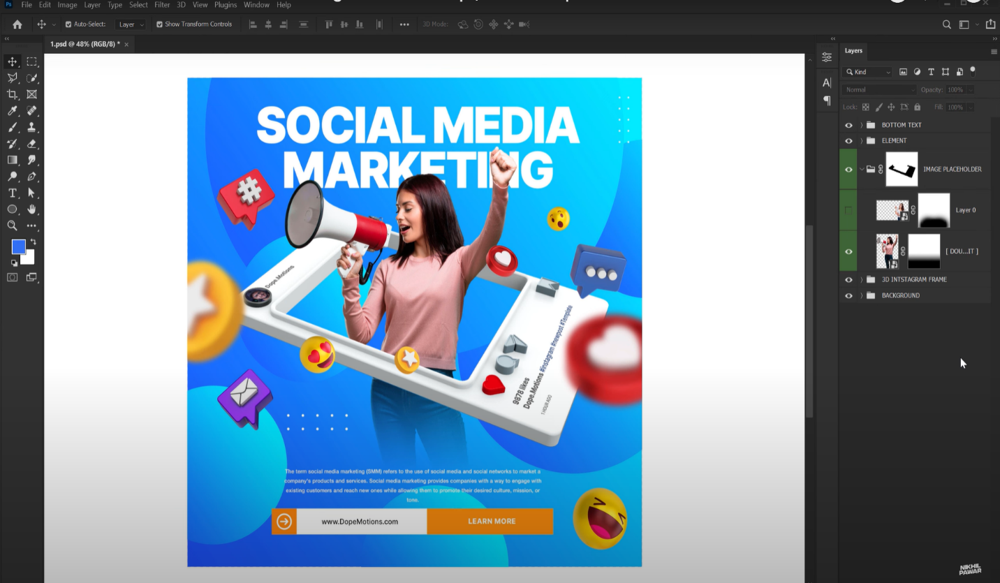 Ps File Edit Image Layer Type Select Filter 3D View Plugins Window Help
Auto-Select: Layer Show Transform Controls 3D Mode:
1.psd @ 48% (RGB/8) *
Layers
Kind
Normal Opacity: 100%
Lock: Fill: 100%
BOTTOM TEXT
ELEMENT
IMAGE PLACEHOLDER
Layer 0
[ DOU...IT ]
3D INTSTAGRAM FRAME
BACKGROUND
SOCIAL MEDIA
MARKETING
Dope.Motions
9878 likes
Dope.Motions #instagram #newpost #Template
1 HOUR AGO
The term social media marketing (SMM) refers to the use of social media and social networks to market a
company's products and services. Social media marketing provides companies with a way to engage with
existing customers and reach new ones while allowing them to promote their desired culture, mission, or
tone.
www.DopeMotions.com LEARN MORE
NIKHIL
PAWAR